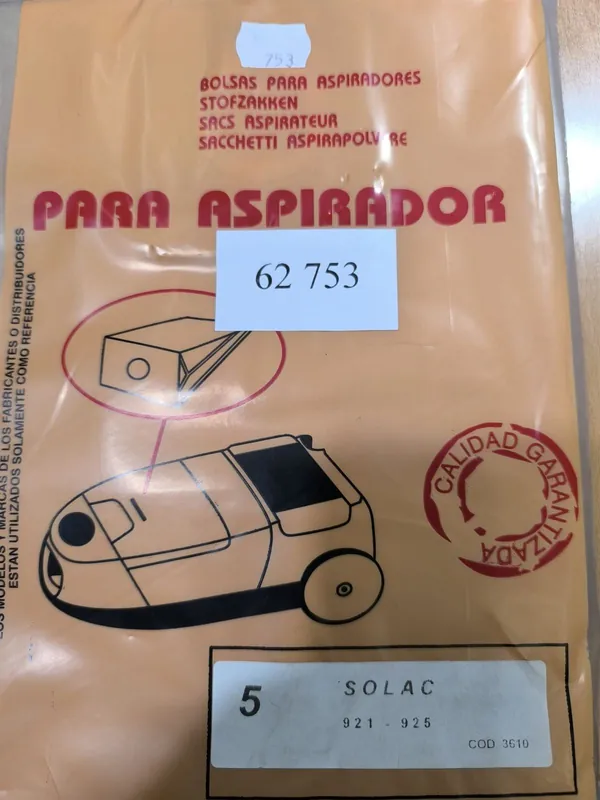 753
BOLSAS PARA ASPIRADORES
STOFZAKKEN
SACS ASPIRATEUR
SACCHETTI ASPIRAPOLVERE
PARA ASPIRADOR
62 753
LOS MODELOS Y MARCAS DE LOS FABRICANTES O DISTRIBUIDORES
ESTAN UTILIZADOS SOLAMENTE COMO REFERENCIA
CALIDAD GARANTIZADA
5
SOLAC
921 - 925
COD 3610